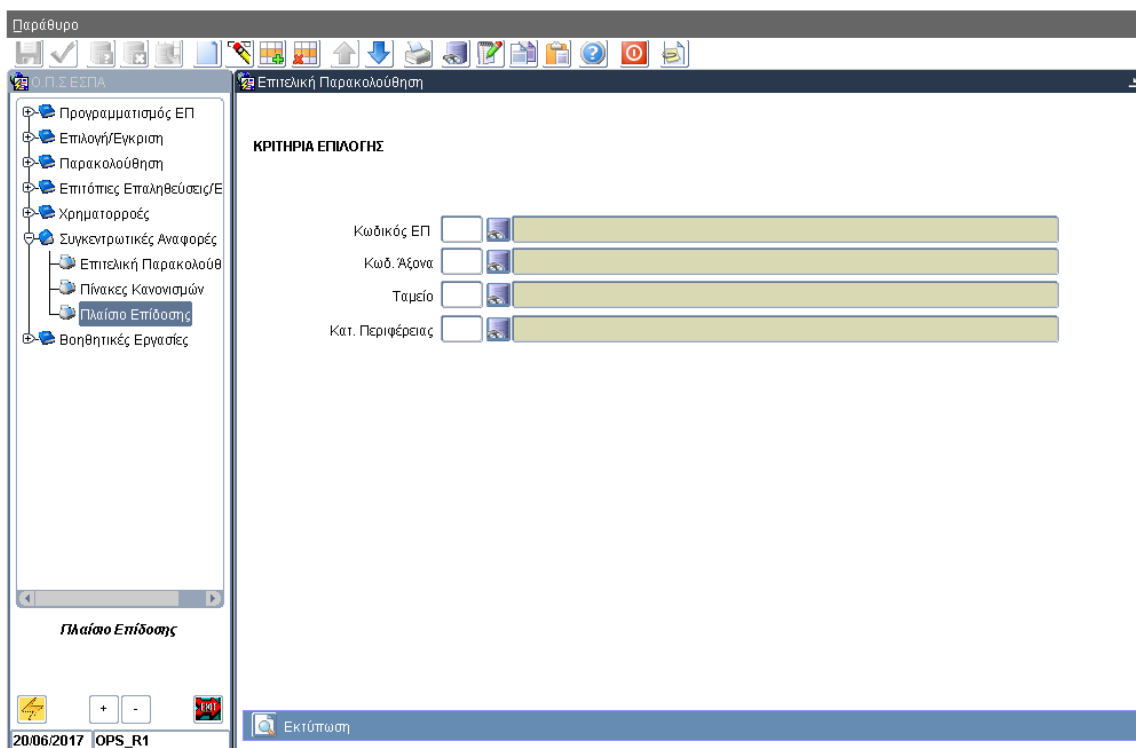 Παράθυρο
Ο.Π.Σ ΕΣΠΑ
Επιτελική Παρακολούθηση
Προγραμματισμός ΕΠ
Επιλογή/Εγκριση
Παρακολούθηση
Επιτόπιες Επαληθεύσεις/Ε
Χρηματορροές
Συγκεντρωτικές Αναφορές
Επιτελική Παρακολούθ
Πίνακες Κανονισμών
Πλαίσιο Επίδοσης
Βοηθητικές Εργασίες
ΚΡΙΤΗΡΙΑ ΕΠΙΛΟΓΗΣ
Κωδικός ΕΠ
Κωδ. Άξονα
Ταμείο
Κατ. Περιφέρειας
Πλαίσιο Επίδοσης
+ -
EXIT
Εκτύπωση
20/06/2017 OPS_R1